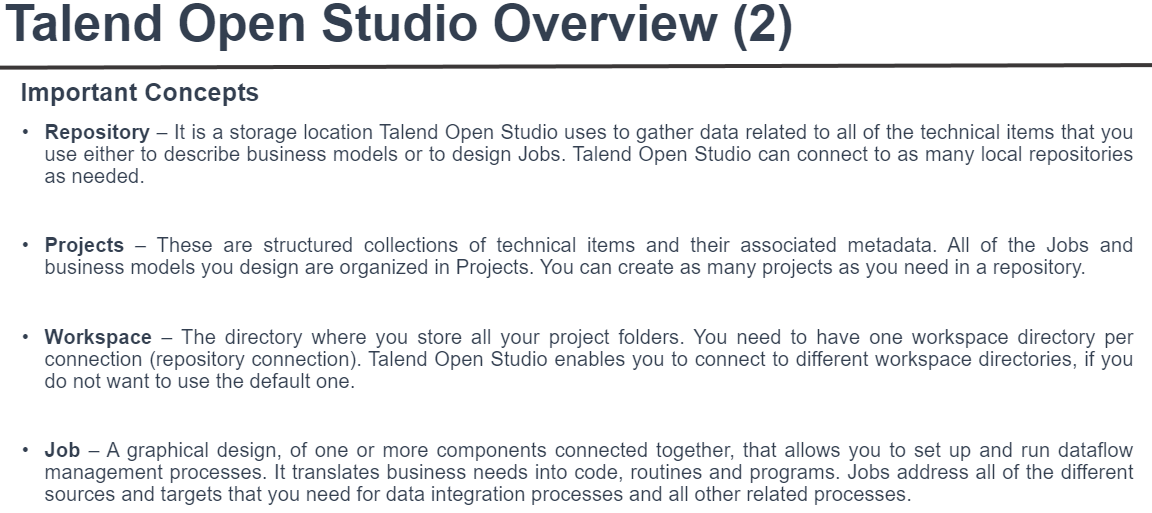 Talend Open Studio Overview (2)
Important Concepts
• Repository – It is a storage location Talend Open Studio uses to gather data related to all of the technical items that you
use either to describe business models or to design Jobs. Talend Open Studio can connect to as many local repositories
as needed.
• Projects – These are structured collections of technical items and their associated metadata. All of the Jobs and
business models you design are organized in Projects. You can create as many projects as you need in a repository.
• Workspace – The directory where you store all your project folders. You need to have one workspace directory per
connection (repository connection). Talend Open Studio enables you to connect to different workspace directories, if you
do not want to use the default one.
• Job – A graphical design, of one or more components connected together, that allows you to set up and run dataflow
management processes. It translates business needs into code, routines and programs. Jobs address all of the different
sources and targets that you need for data integration processes and all other related processes.